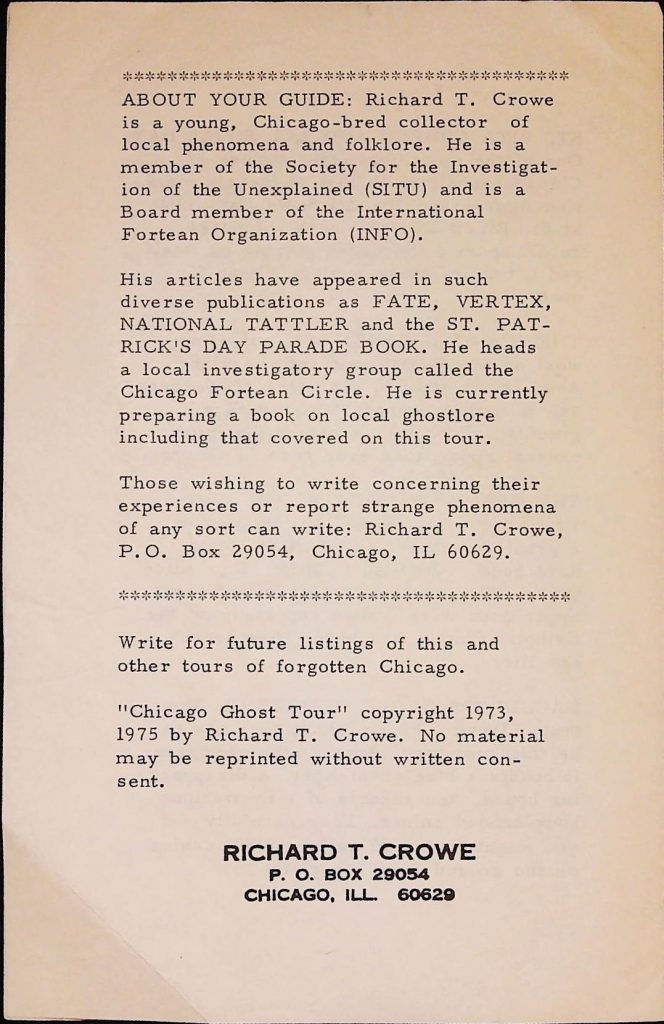 ****************************************
ABOUT YOUR GUIDE: Richard T. Crowe
is a young, Chicago-bred collector of
local phenomena and folklore. He is a
member of the Society for the Investigat-
ion of the Unexplained (SITU) and is a
Board member of the International
Fortean Organization (INFO).
His articles have appeared in such
diverse publications as FATE, VERTEX,
NATIONAL TATTLER and the ST. PAT-
RICK'S DAY PARADE BOOK. He heads
a local investigatory group called the
Chicago Fortean Circle. He is currently
preparing a book on local ghostlore
including that covered on this tour.
Those wishing to write concerning their
experiences or report strange phenomena
of any sort can write: Richard T. Crowe,
P.O. Box 29054, Chicago, IL 60629.
****************************************
Write for future listings of this and
other tours of forgotten Chicago.
"Chicago Ghost Tour" copyright 1973,
1975 by Richard T. Crowe. No material
may be reprinted without written con-
sent.
RICHARD T. CROWE
P. O. BOX 29054
CHICAGO, ILL. 60629